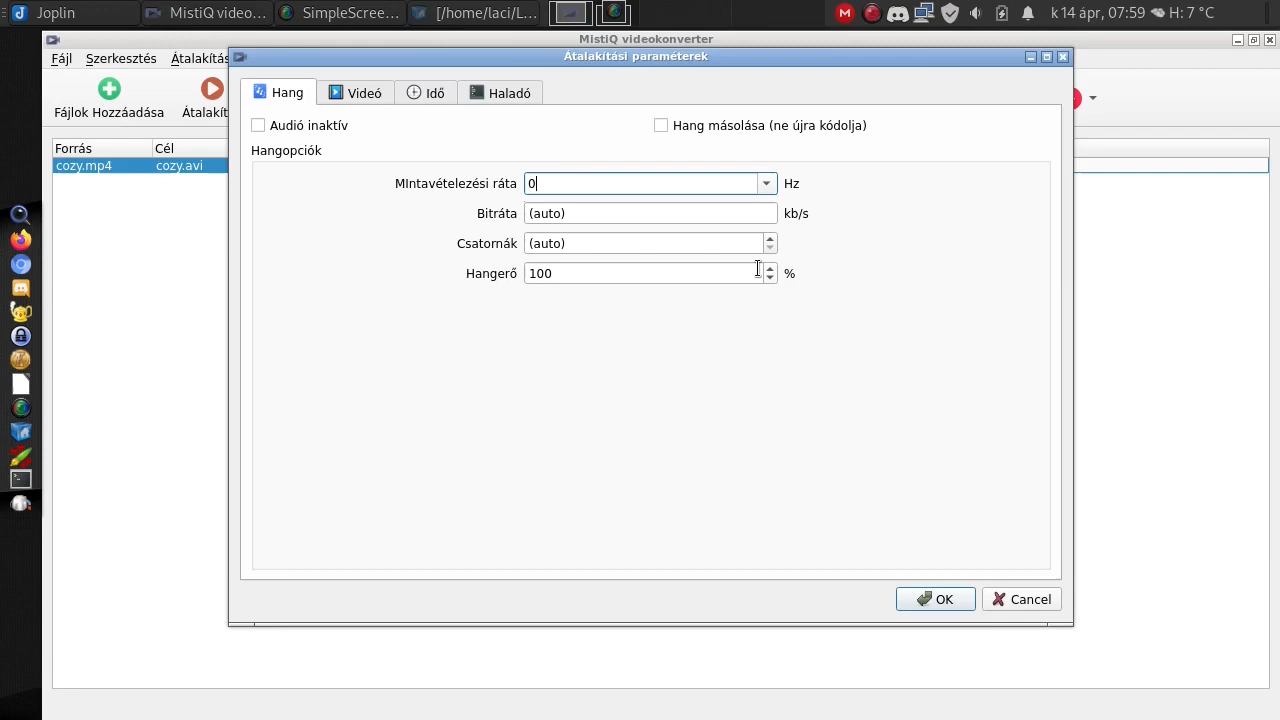 Joplin
MistiQ video...
SimpleScree...
[/home/laci/L...
k 14 ápr, 07:59
H: 7 °C
MistiQ videokonverter
Fájl
Szerkesztés
Átalakítás
Fájlok Hozzáadása
Átalakít
Forrás
Cél
cozy.mp4
cozy.avi
Átalakítási paraméterek
Hang
Videó
Idő
Haladó
Audió inaktív
Hang másolása (ne újra kódolja)
Hangopciók
MIntavételezési ráta
0
Hz
Bitráta
(auto)
kb/s
Csatornák
(auto)
Hangerő
100
%
OK
Cancel